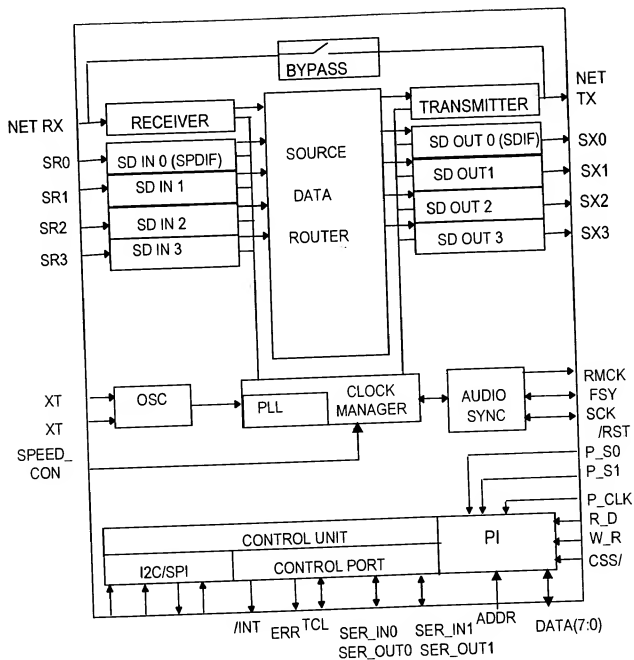 BYPASS
NET
TX
NET RX
RECEIVER
TRANSMITTER
SR0
SD IN 0 (SPDIF)
SOURCE
SD OUT 0 (SDIF)
SX0
SR1
SD IN 1
DATA
SD OUT1
SX1
SR2
SD IN 2
ROUTER
SD OUT 2
SX2
SR3
SD IN 3
SD OUT 3
SX3
XT
XT
OSC
PLL
CLOCK
MANAGER
AUDIO
SYNC
RMCK
FSY
SCK
/RST
SPEED_
CON
P_S0
P_S1
P_CLK
R_D
W_R
CSS/
CONTROL UNIT
PI
I2C/SPI
CONTROL PORT
/INT
ERR
TCL
SER_IN0
SER_OUT0
SER_IN1
SER_OUT1
ADDR
DATA(7:0)